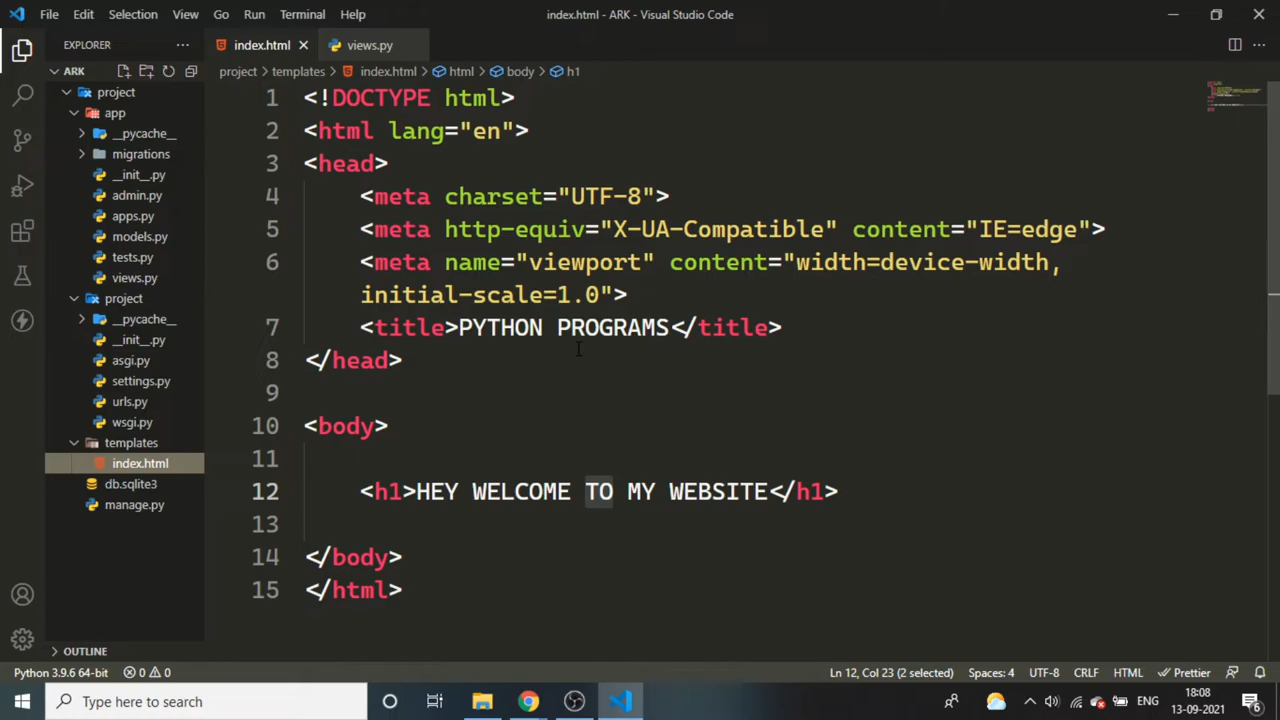 File Edit Selection View Go Run Terminal Help
index.html - ARK - Visual Studio Code
EXPLORER
ARK
project
app
__pycache__
migrations
__init__.py
admin.py
apps.py
models.py
tests.py
views.py
project
__pycache__
__init__.py
asgi.py
settings.py
urls.py
wsgi.py
templates
index.html
db.sqlite3
manage.py
OUTLINE
index.html
views.py
project > templates > index.html > html > body > h1
1 <!DOCTYPE html>
2 <html lang="en">
3 <head>
4 <meta charset="UTF-8">
5 <meta http-equiv="X-UA-Compatible" content="IE=edge">
6 <meta name="viewport" content="width=device-width,
initial-scale=1.0">
7 <title>PYTHON PROGRAMS</title>
8 </head>
9
10 <body>
11
12 <h1>HEY WELCOME TO MY WEBSITE</h1>
13
14 </body>
15 </html>
Python 3.9.6 64-bit 0 0 Ln 12, Col 23 (2 selected) Spaces: 4 UTF-8 CRLF HTML Prettier
Type here to search
ENG
18:08
13-09-2021
6